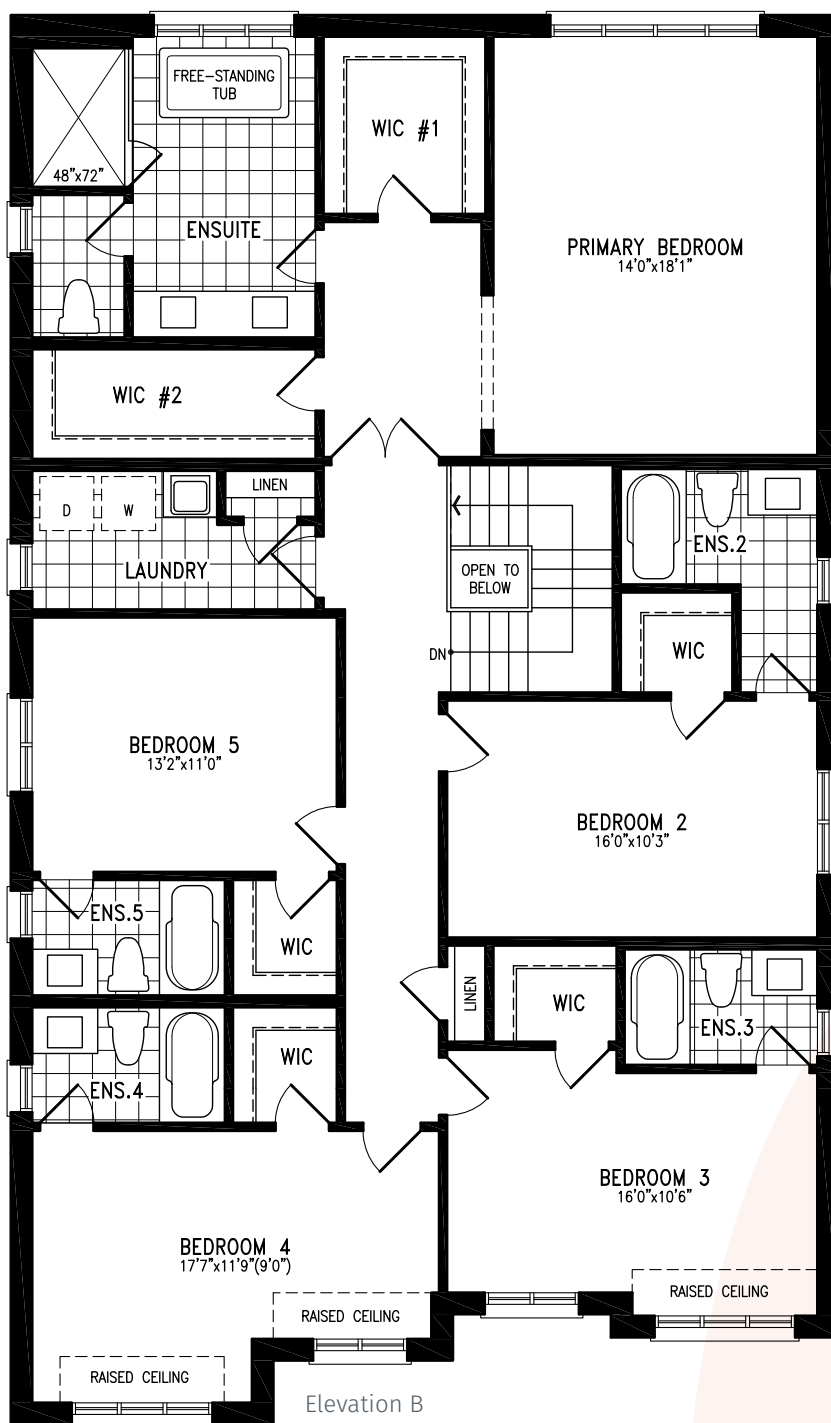 FREE-STANDING
TUB
48"x72"
WIC #1
ENSUITE
PRIMARY BEDROOM
14'0"x18'1"
WIC #2
D
W
LINEN
LAUNDRY
OPEN TO
BELOW
DN
ENS.2
WIC
BEDROOM 5
13'2"x11'0"
BEDROOM 2
16'0"x10'3"
ENS.5
WIC
LINEN
WIC
ENS.3
ENS.4
WIC
BEDROOM 3
16'0"x10'6"
BEDROOM 4
17'7"x11'9"(9'0")
RAISED CEILING
RAISED CEILING
RAISED CEILING
Elevation B